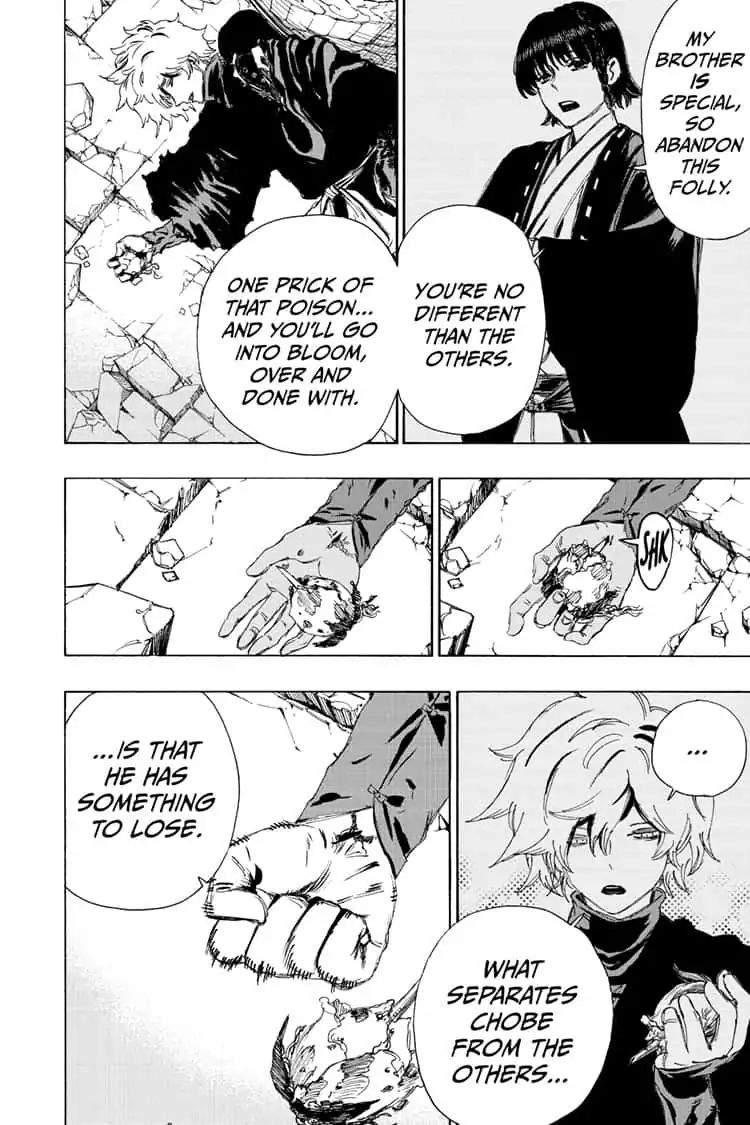 MY
BROTHER
IS
SPECIAL,
SO
ABANDON
THIS
FOLLY.
YOU'RE NO
DIFFERENT
THAN THE
OTHERS.
ONE PRICK OF
THAT POISON...
AND YOU'LL GO
INTO BLOOM,
OVER AND
DONE WITH.
SHK
...
WHAT
SEPARATES
CHOBE
FROM THE
OTHERS...
...IS THAT
HE HAS
SOMETHING
TO LOSE.